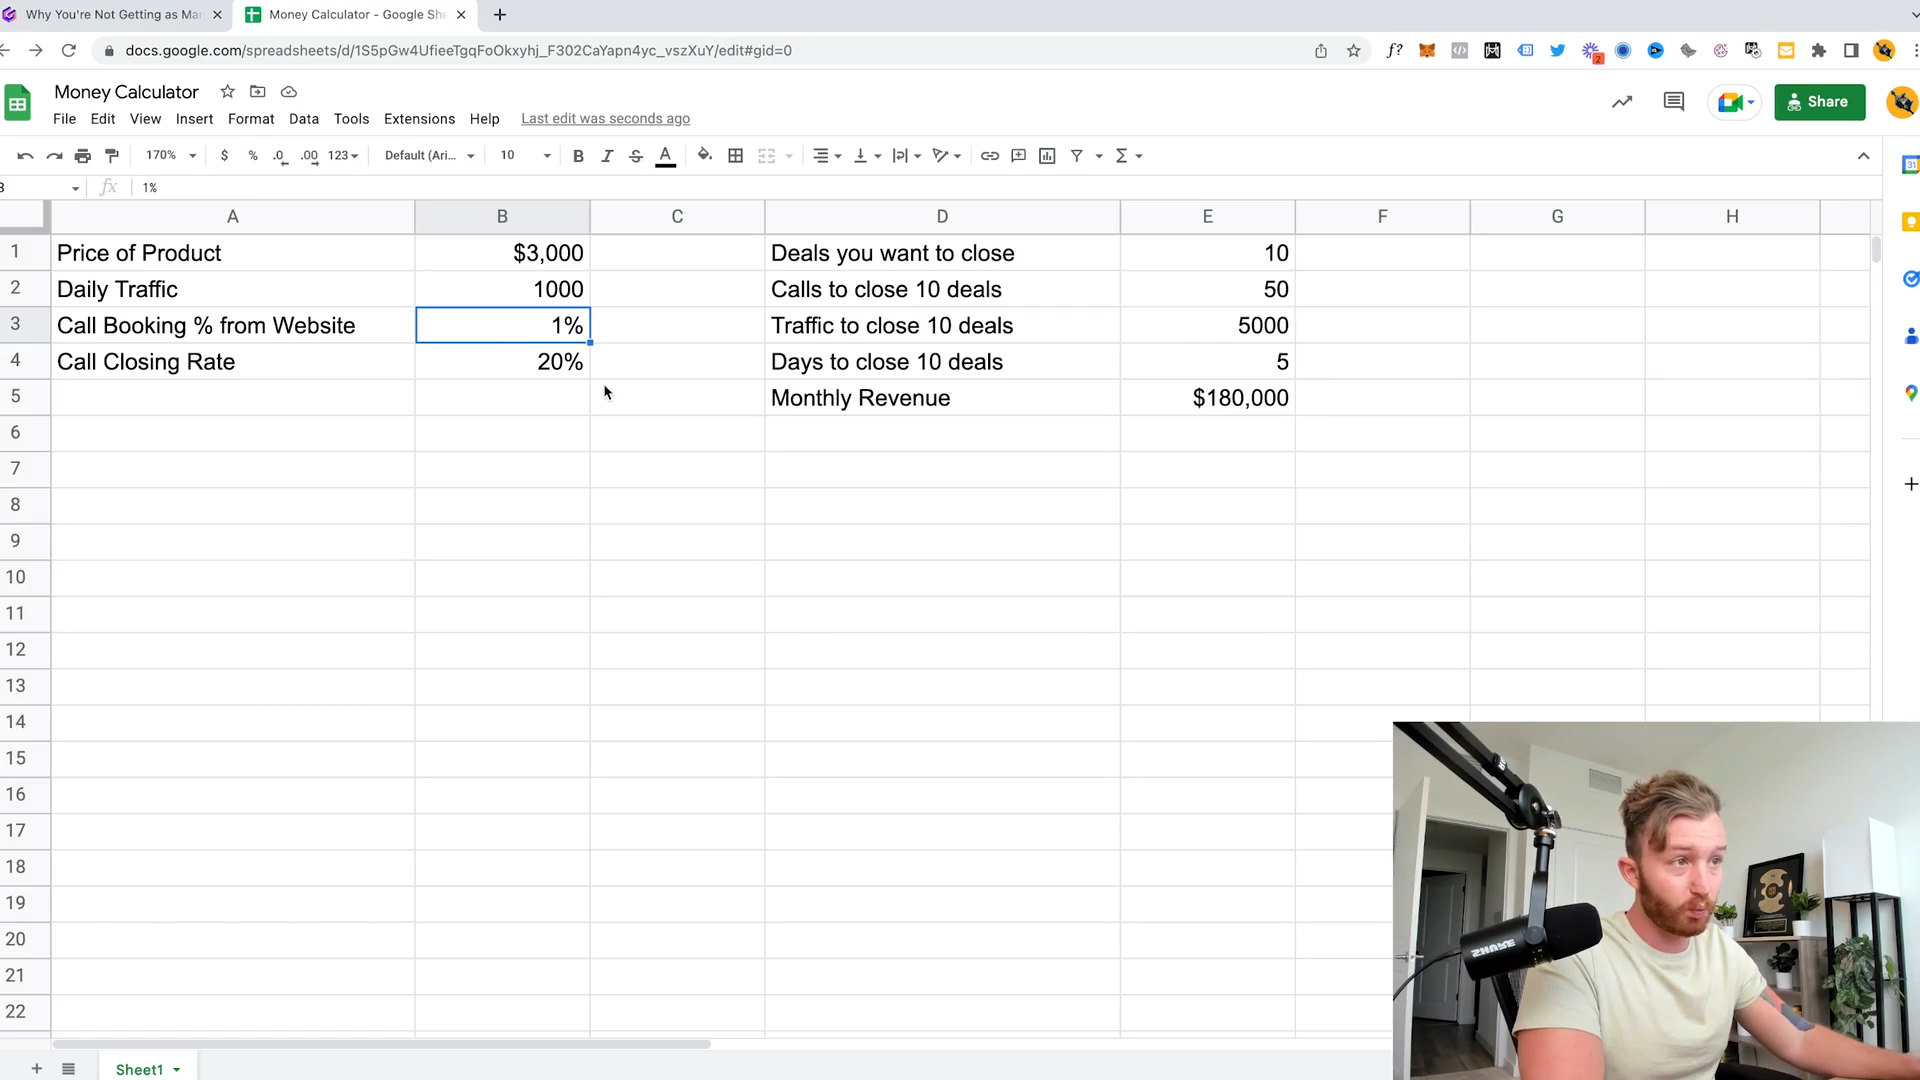 Why You're Not Getting as Ma
Money Calculator - Google She
docs.google.com/spreadsheets/d/1S5pGw4UfieeTgqFoOkxyhj_F302CaYapn4yc_vszXuY/edit#gid=0
Money Calculator
File Edit View Insert Format Data Tools Extensions Help Last edit was seconds ago
Share
170% $ % .0 .00 123 Default (Ari... 10 B I S A
3 fx 1%
A B C D E F G H
1 Price of Product $3,000 Deals you want to close 10
2 Daily Traffic 1000 Calls to close 10 deals 50
3 Call Booking % from Website 1% Traffic to close 10 deals 5000
4 Call Closing Rate 20% Days to close 10 deals 5
5 Monthly Revenue $180,000
6
7
8
9
10
11
12
13
14
15
16
17
18
19
20
21
22
SHURE
Sheet1